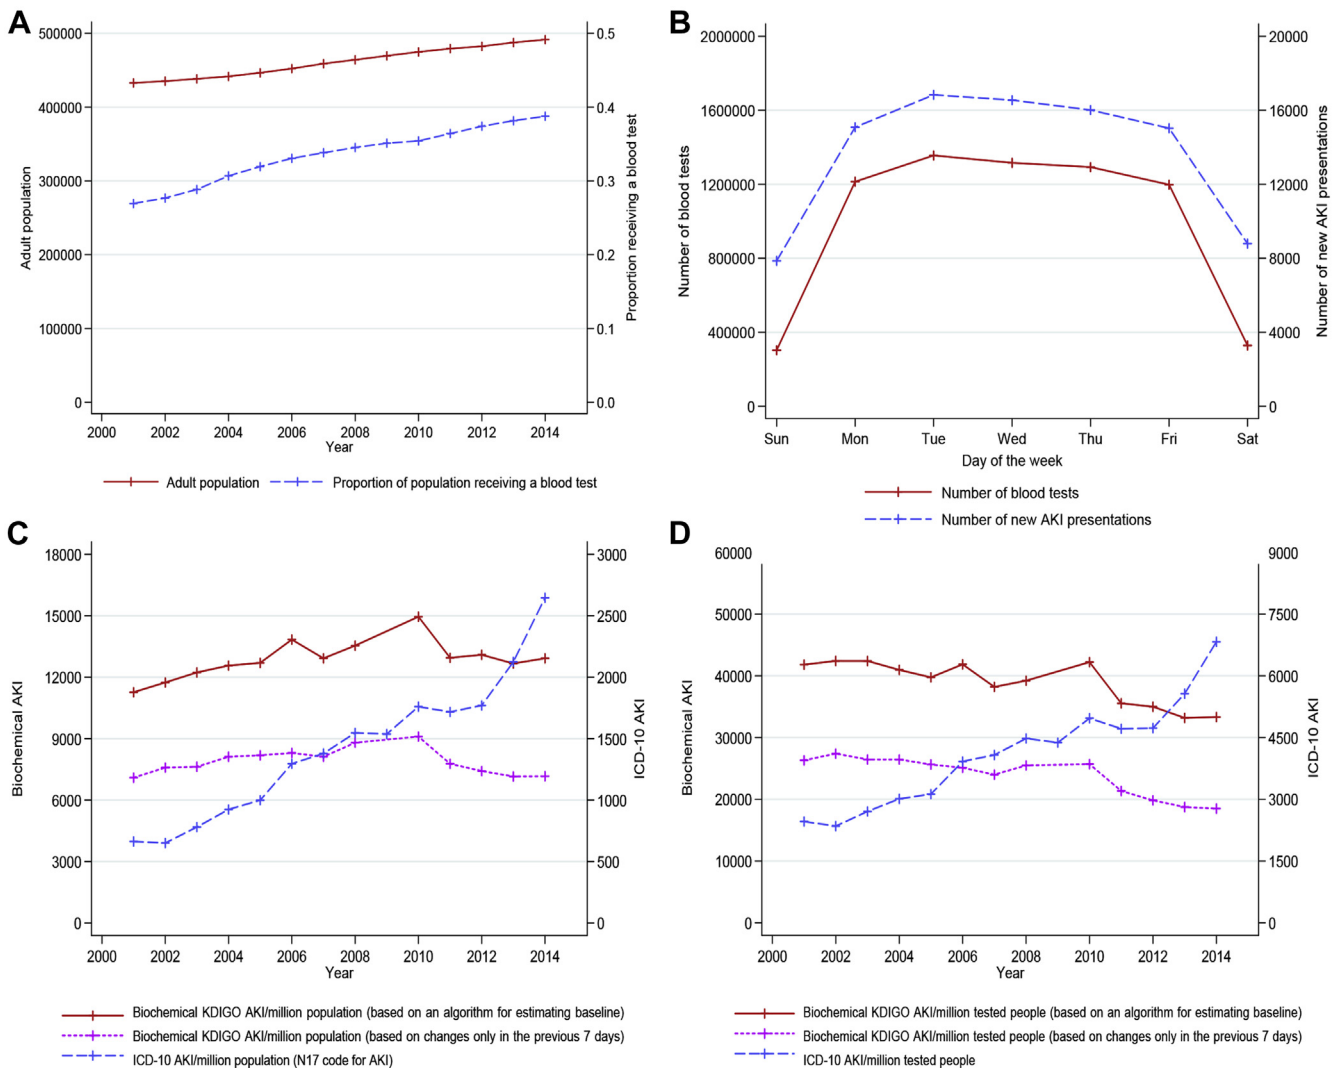 A
500000
400000
300000
200000
100000
0
Adult population
0.5
0.4
0.3
0.2
0.1
0.0
Proportion receiving a blood test
2000 2002 2004 2006 2008 2010 2012 2014
Year
Adult population Proportion of population receiving a blood test
B
2000000
1600000
1200000
800000
400000
0
Number of blood tests
20000
16000
12000
8000
4000
0
Number of new AKI presentations
Sun Mon Tue Wed Thu Fri Sat
Day of the week
Number of blood tests
Number of new AKI presentations
C
18000
15000
12000
9000
6000
3000
0
Biochemical AKI
3000
2500
2000
1500
1000
500
0
ICD-10 AKI
2000 2002 2004 2006 2008 2010 2012 2014
Year
Biochemical KDIGO AKI/million population (based on an algorithm for estimating baseline)
Biochemical KDIGO AKI/million population (based on changes only in the previous 7 days)
ICD-10 AKI/million population (N17 code for AKI)
D
60000
50000
40000
30000
20000
10000
0
Biochemical AKI
9000
7500
6000
4500
3000
1500
0
ICD-10 AKI
2000 2002 2004 2006 2008 2010 2012 2014
Year
Biochemical KDIGO AKI/million tested people (based on an algorithm for estimating baseline)
Biochemical KDIGO AKI/million tested people (based on changes only in the previous 7 days)
ICD-10 AKI/million tested people